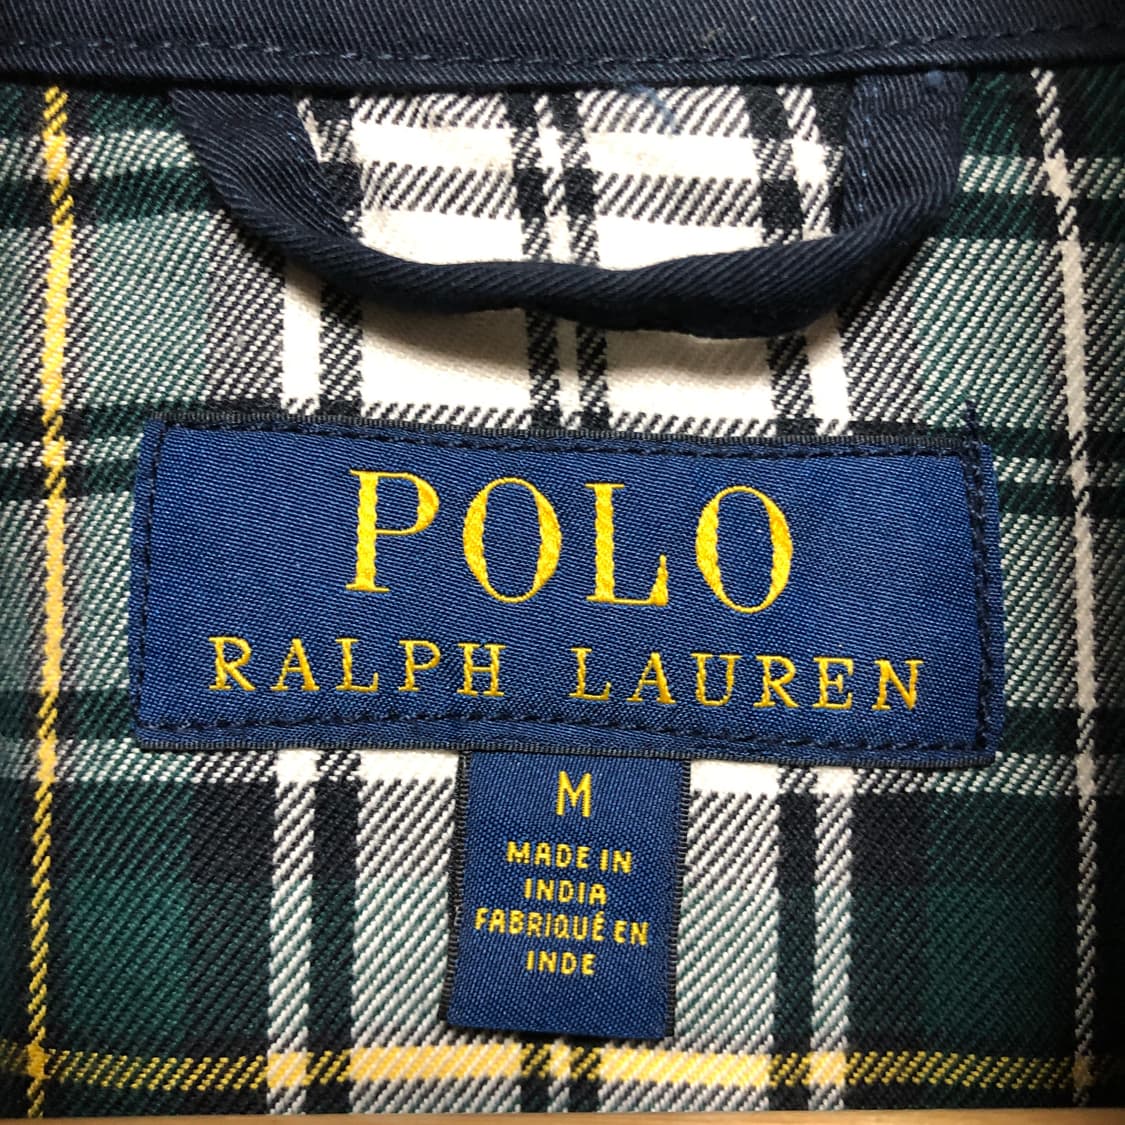 POLO
RALPH LAUREN
M
MADE IN
INDIA
FABRIQUÉ EN
INDE